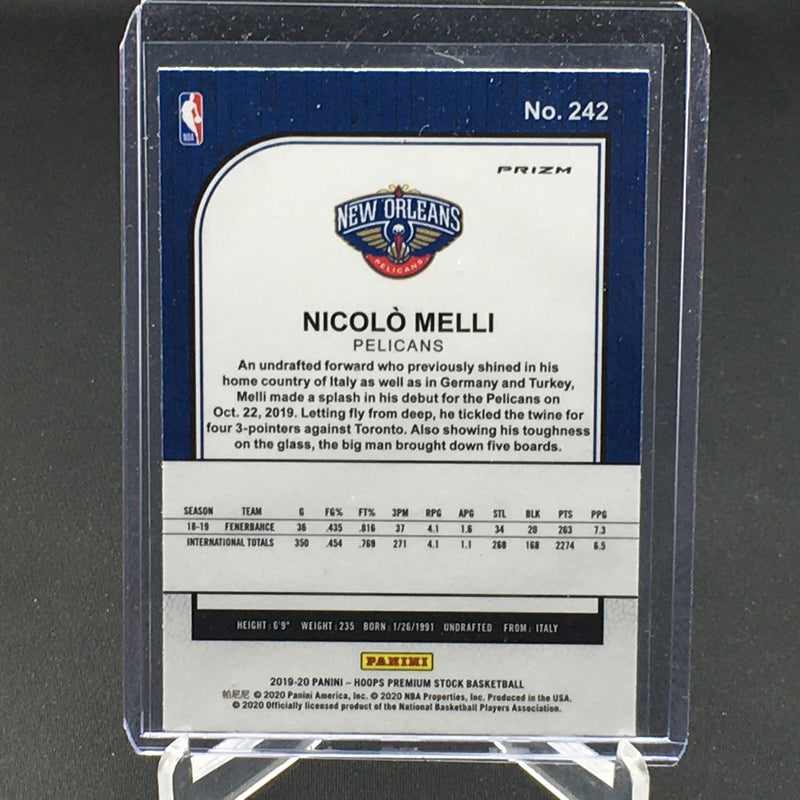 NBA
No. 242
PRIZM
NEW ORLEANS
PELICANS
NICOLÒ MELLI
PELICANS
An undrafted forward who previously shined in his
home country of Italy as well as in Germany and Turkey,
Melli made a splash in his debut for the Pelicans on
Oct. 22, 2019. Letting fly from deep, he tickled the twine for
four 3-pointers against Toronto. Also showing his toughness
on the glass, the big man brought down five boards.
SEASON TEAM G FG% FT% 3PM RPG APG STL BLK PTS PPG
18-19 FENERBAHCE 36 .435 .816 37 4.1 1.6 34 20 263 7.3
INTERNATIONAL TOTALS 350 .454 .769 271 4.1 1.1 268 168 2274 6.5
HEIGHT: 6'9" WEIGHT: 235 BORN: 1/26/1991 UNDRAFTED FROM: ITALY
PANINI
2019-20 PANINI – HOOPS PREMIUM STOCK BASKETBALL
帕尼尼 © 2020 Panini America, Inc. © 2020 NBA Properties, Inc. Produced in the USA.
© 2020 Officially licensed product of the National Basketball Players Association.